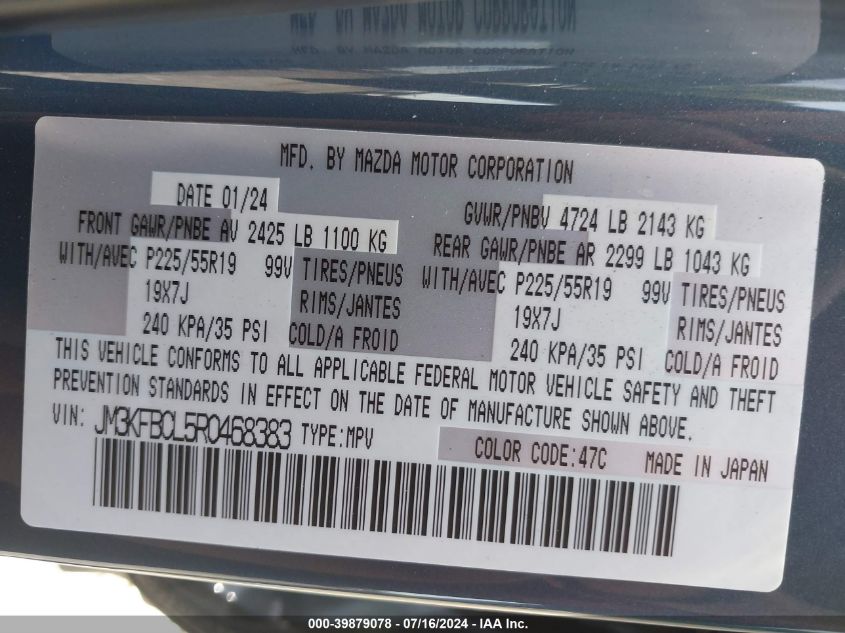 MFD. BY MAZDA MOTOR CORPORATION
DATE 01/24
GVWR/PNBV 4724 LB 2143 KG
FRONT GAWR/PNBE AV 2425 LB 1100 KG
REAR GAWR/PNBE AR 2299 LB 1043 KG
WITH/AVEC P225/55R19 99V TIRES/PNEUS
WITH/AVEC P225/55R19 99V TIRES/PNEUS
19X7J RIMS/JANTES
19X7J RIMS/JANTES
240 KPA/35 PSI COLD/A FROID
240 KPA/35 PSI COLD/A FROID
THIS VEHICLE CONFORMS TO ALL APPLICABLE FEDERAL MOTOR VEHICLE SAFETY AND THEFT
PREVENTION STANDARDS IN EFFECT ON THE DATE OF MANUFACTURE SHOWN ABOVE.
VIN: JM3KFBCL5R0468383 TYPE:MPV
COLOR CODE:47C MADE IN JAPAN
000-39879078 - 07/16/2024 - IAA Inc.